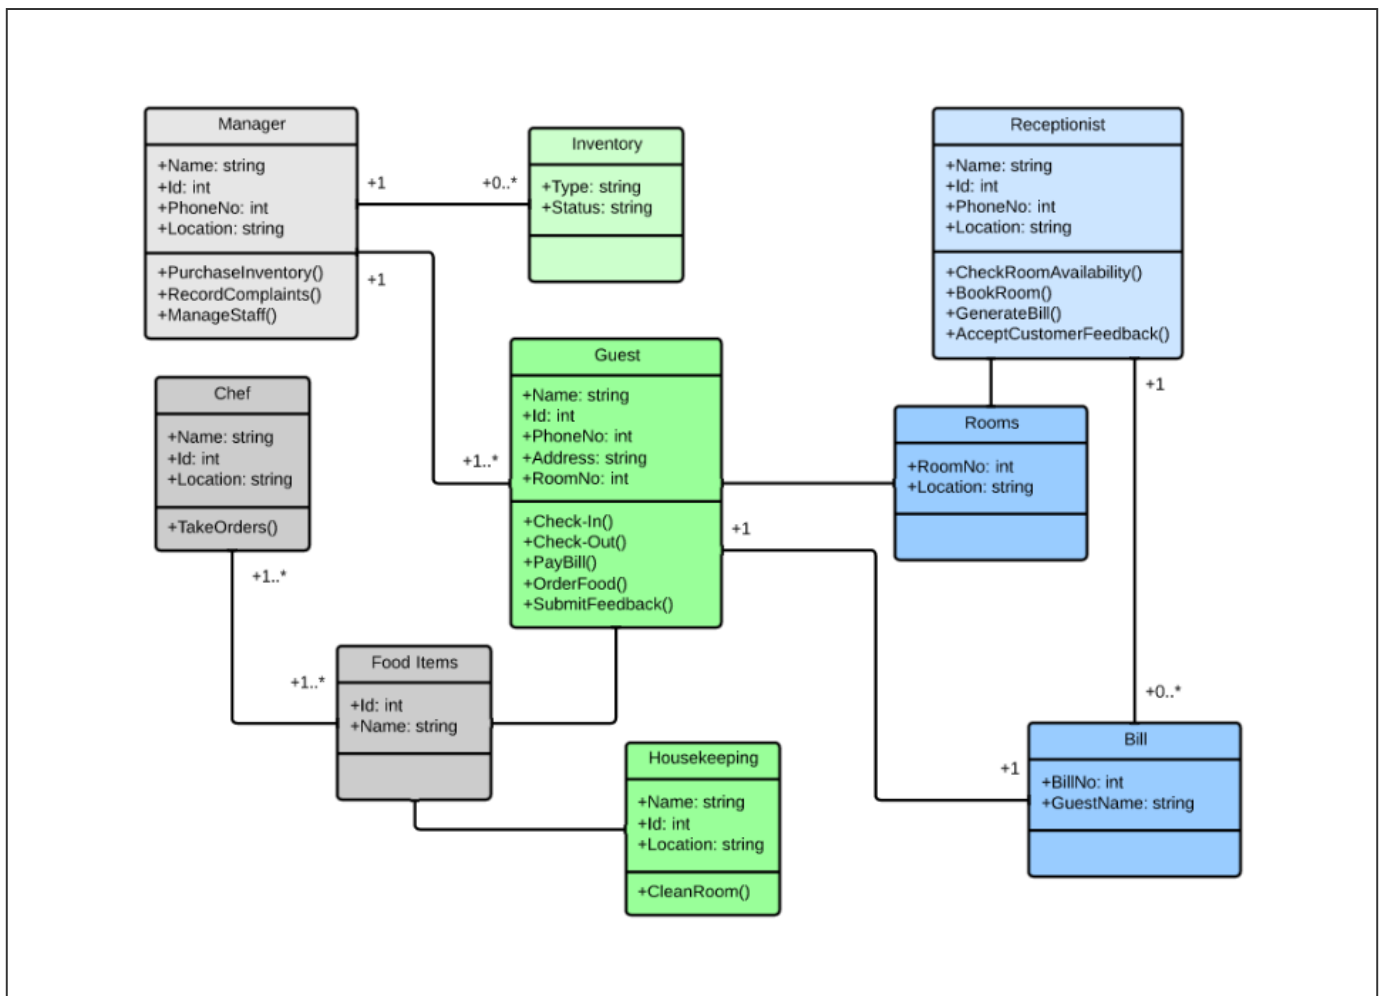 Manager
+Name: string
+Id: int
+PhoneNo: int
+Location: string
+PurchaseInventory()
+RecordComplaints()
+ManageStaff()
+1
+0..*
Inventory
+Type: string
+Status: string
Receptionist
+Name: string
+Id: int
+PhoneNo: int
+Location: string
+CheckRoomAvailability()
+BookRoom()
+GenerateBill()
+AcceptCustomerFeedback()
+1
+1..*
Guest
+Name: string
+Id: int
+PhoneNo: int
+Address: string
+RoomNo: int
+Check-In()
+Check-Out()
+PayBill()
+OrderFood()
+SubmitFeedback()
+1
Rooms
+RoomNo: int
+Location: string
+1
Chef
+Name: string
+Id: int
+Location: string
+TakeOrders()
+1..*
+1..*
Food Items
+Id: int
+Name: string
Housekeeping
+Name: string
+Id: int
+Location: string
+CleanRoom()
+0..*
+1
Bill
+BillNo: int
+GuestName: string